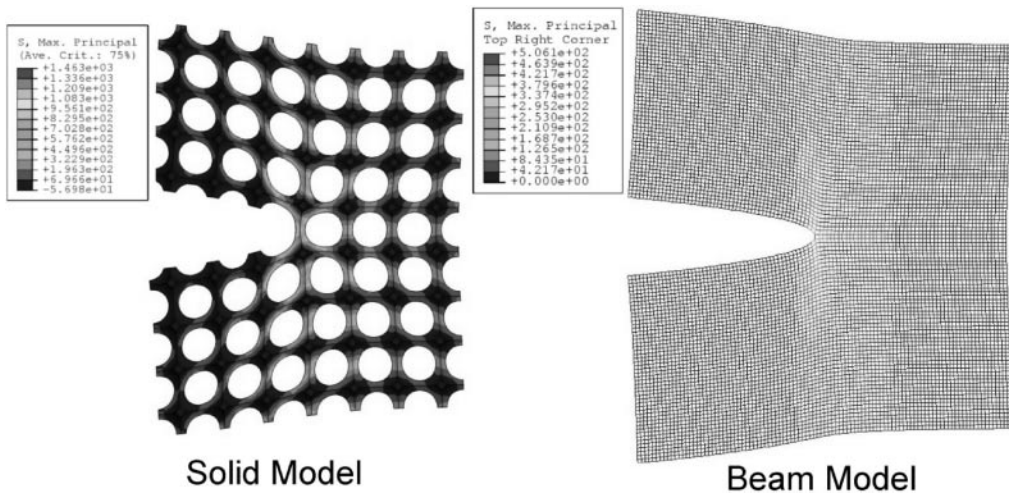 S, Max. Principal
(Ave. Crit.: 75%)
+1.463e+03
+1.336e+03
+1.209e+03
+1.083e+03
+9.561e+02
+8.295e+02
+7.028e+02
+5.762e+02
+4.496e+02
+3.229e+02
+1.963e+02
+6.966e+01
-5.698e+01
S, Max. Principal
Top Right Corner
+5.061e+02
+4.639e+02
+4.217e+02
+3.796e+02
+3.374e+02
+2.952e+02
+2.530e+02
+2.109e+02
+1.687e+02
+1.265e+02
+8.435e+01
+4.217e+01
+0.000e+00
Solid Model
Beam Model